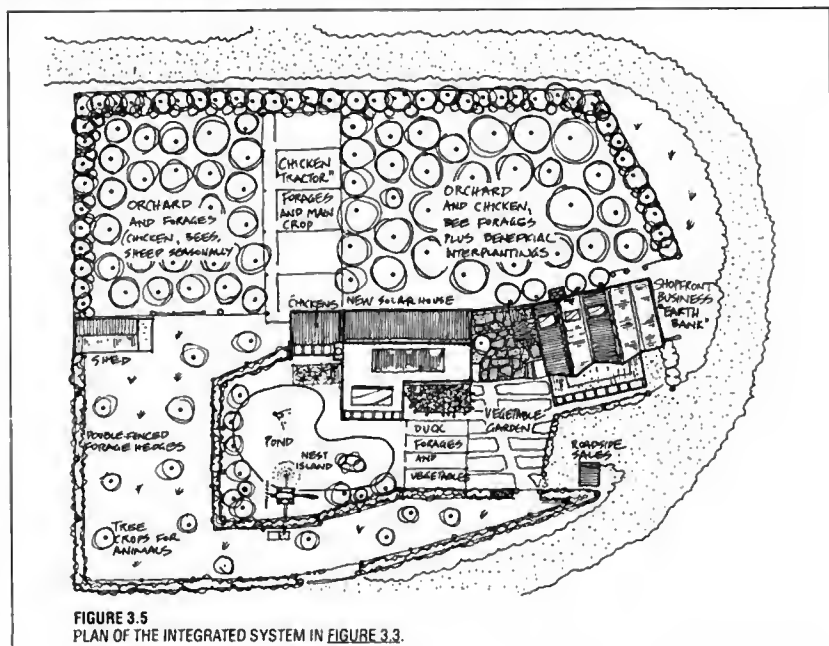 ORCHARD
AND FORAGES
CHICKEN, BEES,
SHEEP SEASONALLY
CHICKEN
"TRACTOR"
FORAGES
AND MAIN
CROP
ORCHARD
AND CHICKEN,
BEE FORAGES
PLUS BENEFICIAL
INTERPLANTINGS
CHICKENS
NEW SOLAR HOUSE
SHOPFRONT
BUSINESS
"EARTH
BANK"
SHED
DOUBLE-FENCED
FORAGE HEDGES
POND
NEST
ISLAND
DUCK
FORAGES
AND
VEGETABLES
VEGETABLE
GARDEN
ROADSIDE
SALES
TREE
CROPS FOR
ANIMALS
FIGURE 3.5
PLAN OF THE INTEGRATED SYSTEM IN FIGURE 3.3.